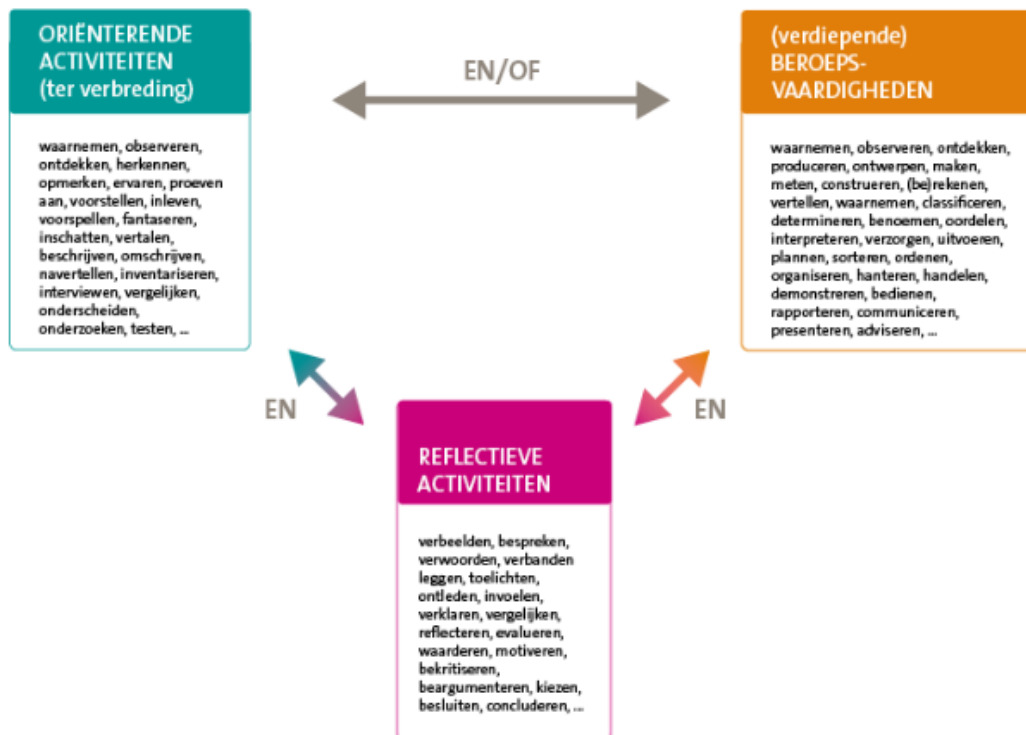 ORIËNTERENDE
ACTIVITEITEN
(ter verbreding)
waarnemen, observeren,
ontdekken, herkennen,
opmerken, ervaren, proeven
aan, voorstellen, inleven,
voorspellen, fantaseren,
inschatten, vertalen,
beschrijven, omschrijven,
navertellen, inventariseren,
interviewen, vergelijken,
onderscheiden,
onderzoeken, testen, ...
EN/OF
(verdiepende)
BEROEPS-
VAARDIGHEDEN
waarnemen, observeren, ontdekken,
produceren, ontwerpen, maken,
meten, construeren, (be)rekenen,
vertellen, waarnemen, classificeren,
determineren, benoemen, oordelen,
interpreteren, verzorgen, uitvoeren,
plannen, sorteren, ordenen,
organiseren, hanteren, handelen,
demonstreren, bedienen,
rapporteren, communiceren,
presenteren, adviseren, ...
EN
EN
REFLECTIEVE
ACTIVITEITEN
verbeelden, bespreken,
verwoorden, verbanden
leggen, toelichten,
ontleden, invoelen,
verklaren, vergelijken,
reflecteren, evalueren,
waarderen, motiveren,
bekritiseren,
beargumenteren, kiezen,
besluiten, concluderen, ...